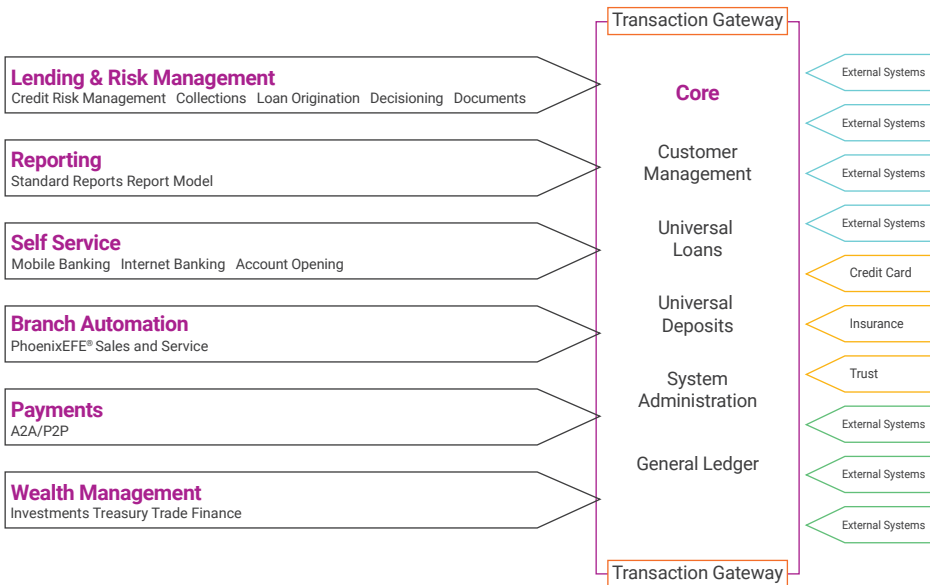 Transaction Gateway
Lending & Risk Management
Credit Risk Management Collections Loan Origination Decisioning Documents
Reporting
Standard Reports Report Model
Self Service
Mobile Banking Internet Banking Account Opening
Branch Automation
PhoenixEFE® Sales and Service
Payments
A2A/P2P
Wealth Management
Investments Treasury Trade Finance
Core
Customer
Management
Universal
Loans
Universal
Deposits
System
Administration
General Ledger
Transaction Gateway
External Systems
External Systems
External Systems
External Systems
Credit Card
Insurance
Trust
External Systems
External Systems
External Systems